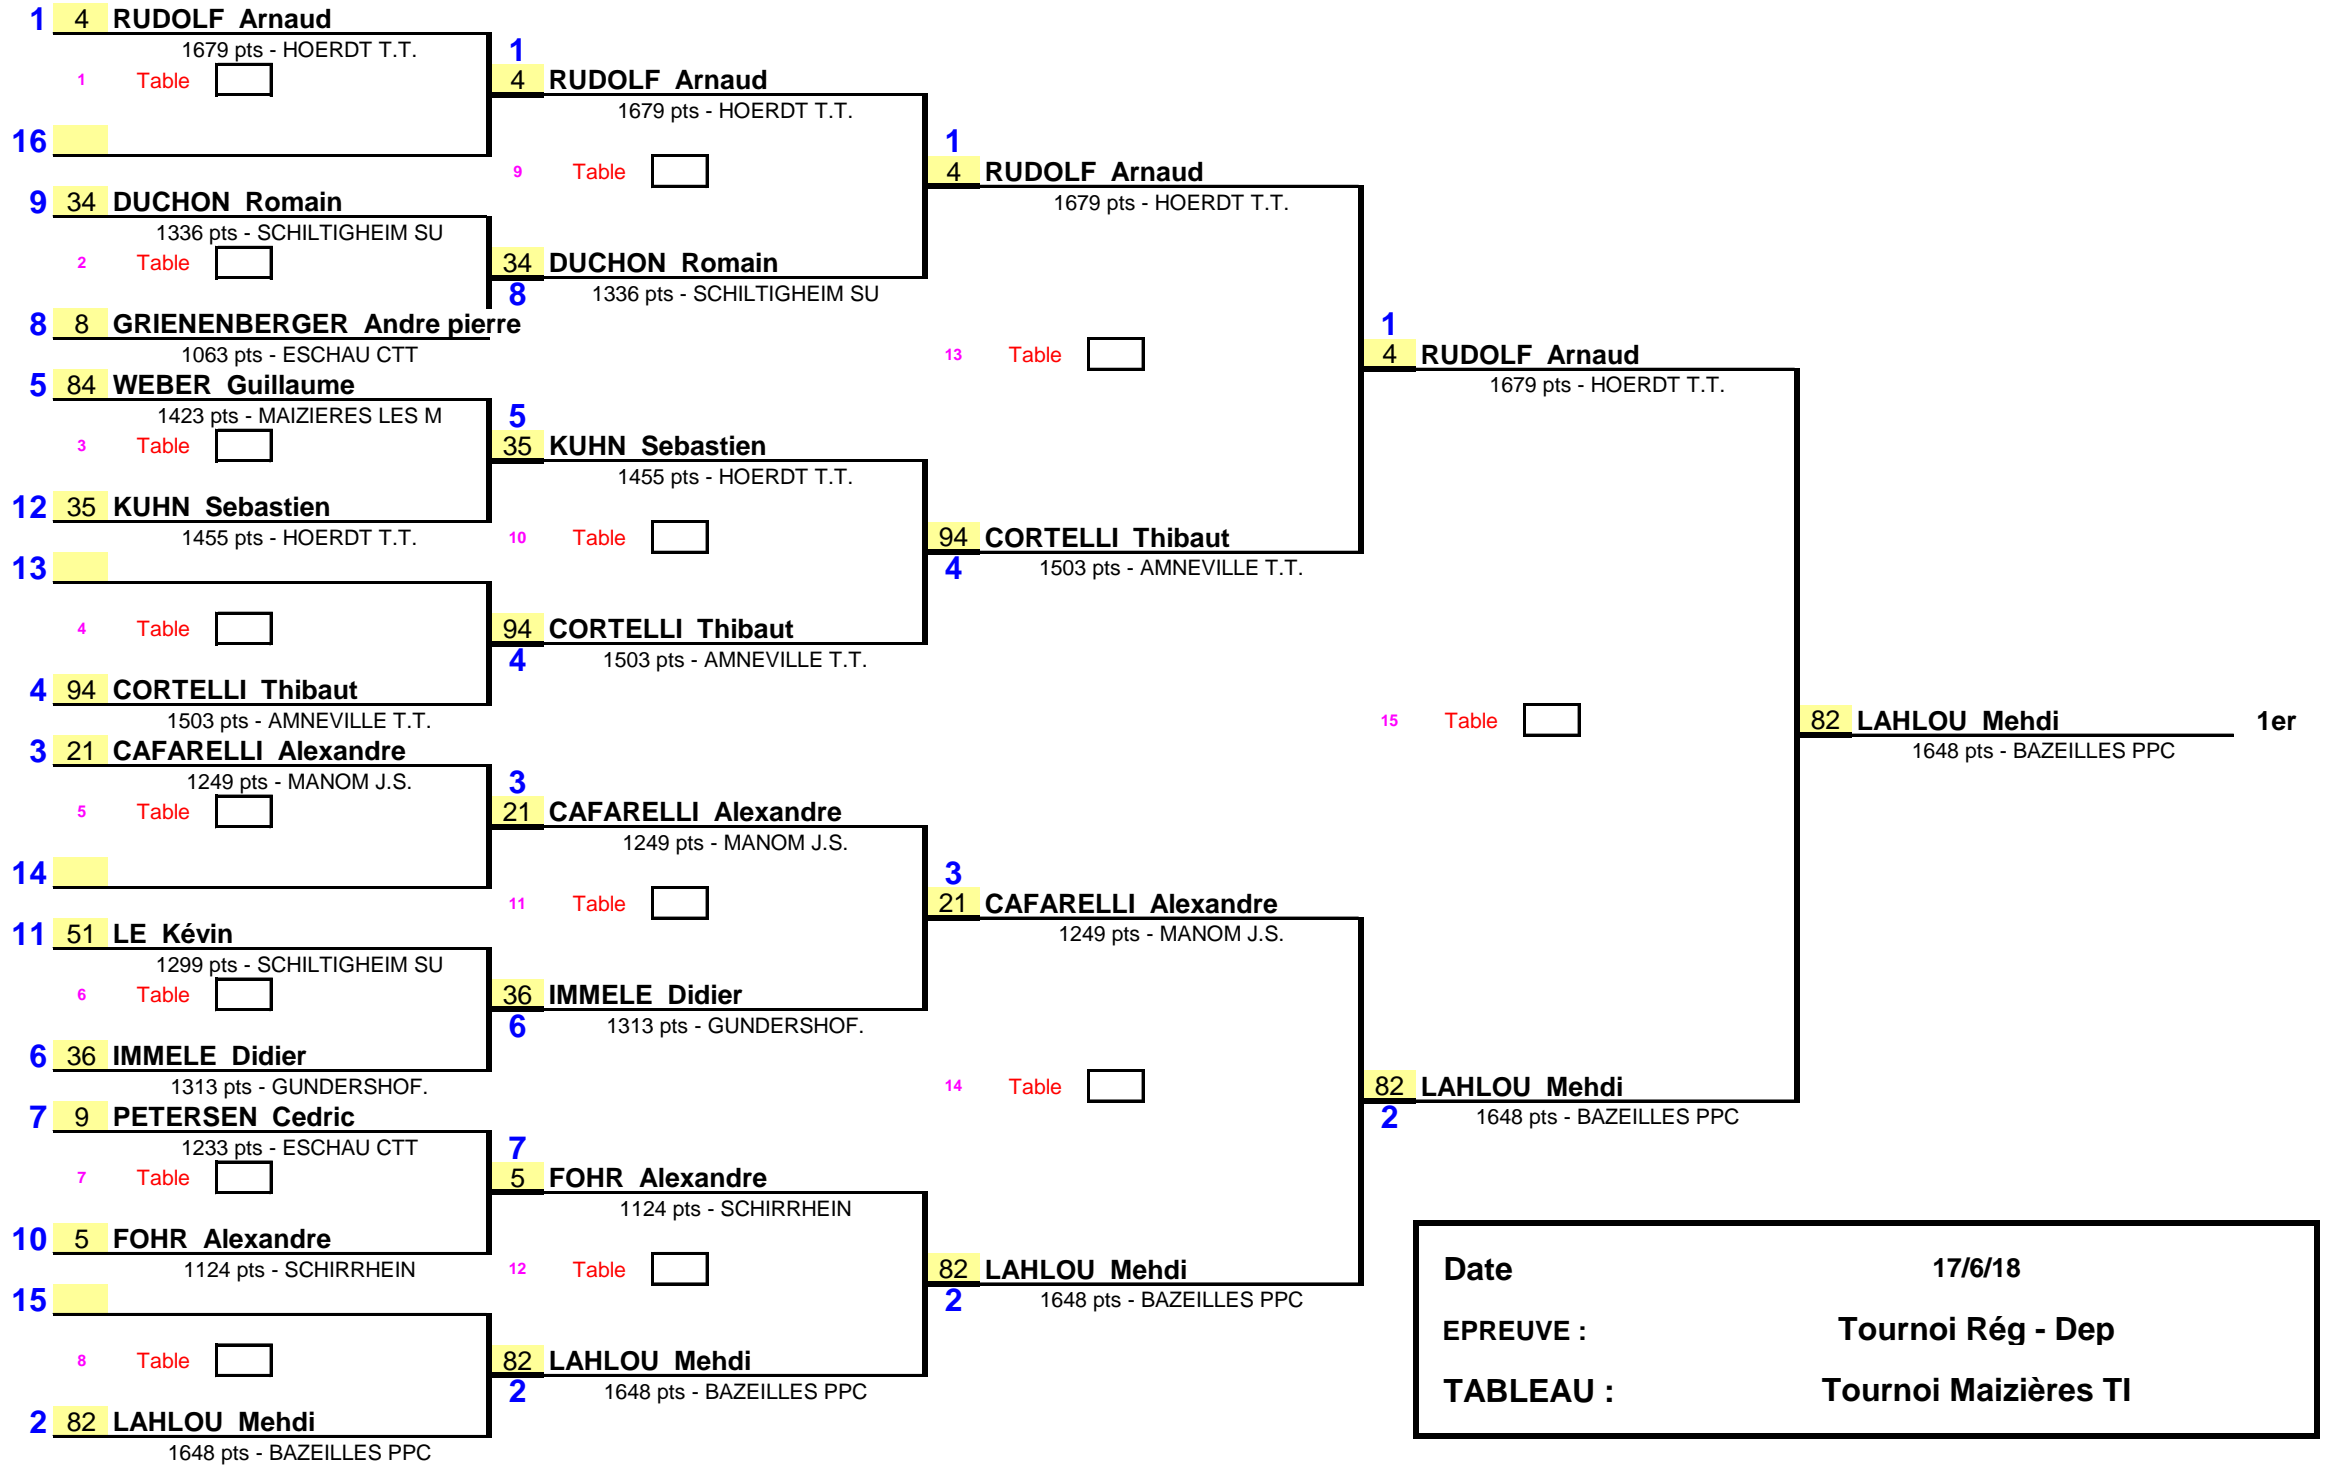 1 4 RUDOLF Arnaud
1679 pts - HOERDT T.T.
1 Table
16
9 34 DUCHON Romain
1336 pts - SCHILTIGHEIM SU
2 Table
8 8 GRIENENBERGER Andre pierre
1063 pts - ESCHAU CTT
5 84 WEBER Guillaume
1423 pts - MAIZIERES LES M
3 Table
12 35 KUHN Sebastien
1455 pts - HOERDT T.T.
13
4 Table
4 94 CORTELLI Thibaut
1503 pts - AMNEVILLE T.T.
3 21 CAFARELLI Alexandre
1249 pts - MANOM J.S.
5 Table
14
11 51 LE Kévin
1299 pts - SCHILTIGHEIM SU
6 Table
6 36 IMMELE Didier
1313 pts - GUNDERSHOF.
7 9 PETERSEN Cedric
1233 pts - ESCHAU CTT
7 Table
10 5 FOHR Alexandre
1124 pts - SCHIRRHEIN
15
8 Table
2 82 LAHLOU Mehdi
1648 pts - BAZEILLES PPC
1
4 RUDOLF Arnaud
1679 pts - HOERDT T.T.
9 Table
34 DUCHON Romain
8 1336 pts - SCHILTIGHEIM SU
5
35 KUHN Sebastien
1455 pts - HOERDT T.T.
10 Table
94 CORTELLI Thibaut
4 1503 pts - AMNEVILLE T.T.
3
21 CAFARELLI Alexandre
1249 pts - MANOM J.S.
11 Table
36 IMMELE Didier
6 1313 pts - GUNDERSHOF.
7
5 FOHR Alexandre
1124 pts - SCHIRRHEIN
12 Table
82 LAHLOU Mehdi
2 1648 pts - BAZEILLES PPC
1
4 RUDOLF Arnaud
1679 pts - HOERDT T.T.
13 Table
94 CORTELLI Thibaut
4 1503 pts - AMNEVILLE T.T.
3
21 CAFARELLI Alexandre
1249 pts - MANOM J.S.
14 Table
82 LAHLOU Mehdi
2 1648 pts - BAZEILLES PPC
1
4 RUDOLF Arnaud
1679 pts - HOERDT T.T.
15 Table
82 LAHLOU Mehdi
2 1648 pts - BAZEILLES PPC
82 LAHLOU Mehdi 1er
1648 pts - BAZEILLES PPC
Date 17/6/18
EPREUVE : Tournoi Rég - Dep
TABLEAU : Tournoi Maizières TI